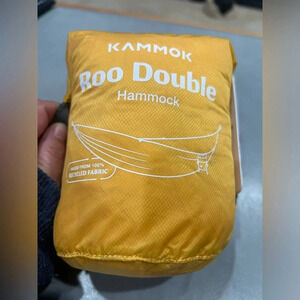 KAMMOK
Roo Double
Hammock
MADE FROM 100%
RECYCLED FABRIC